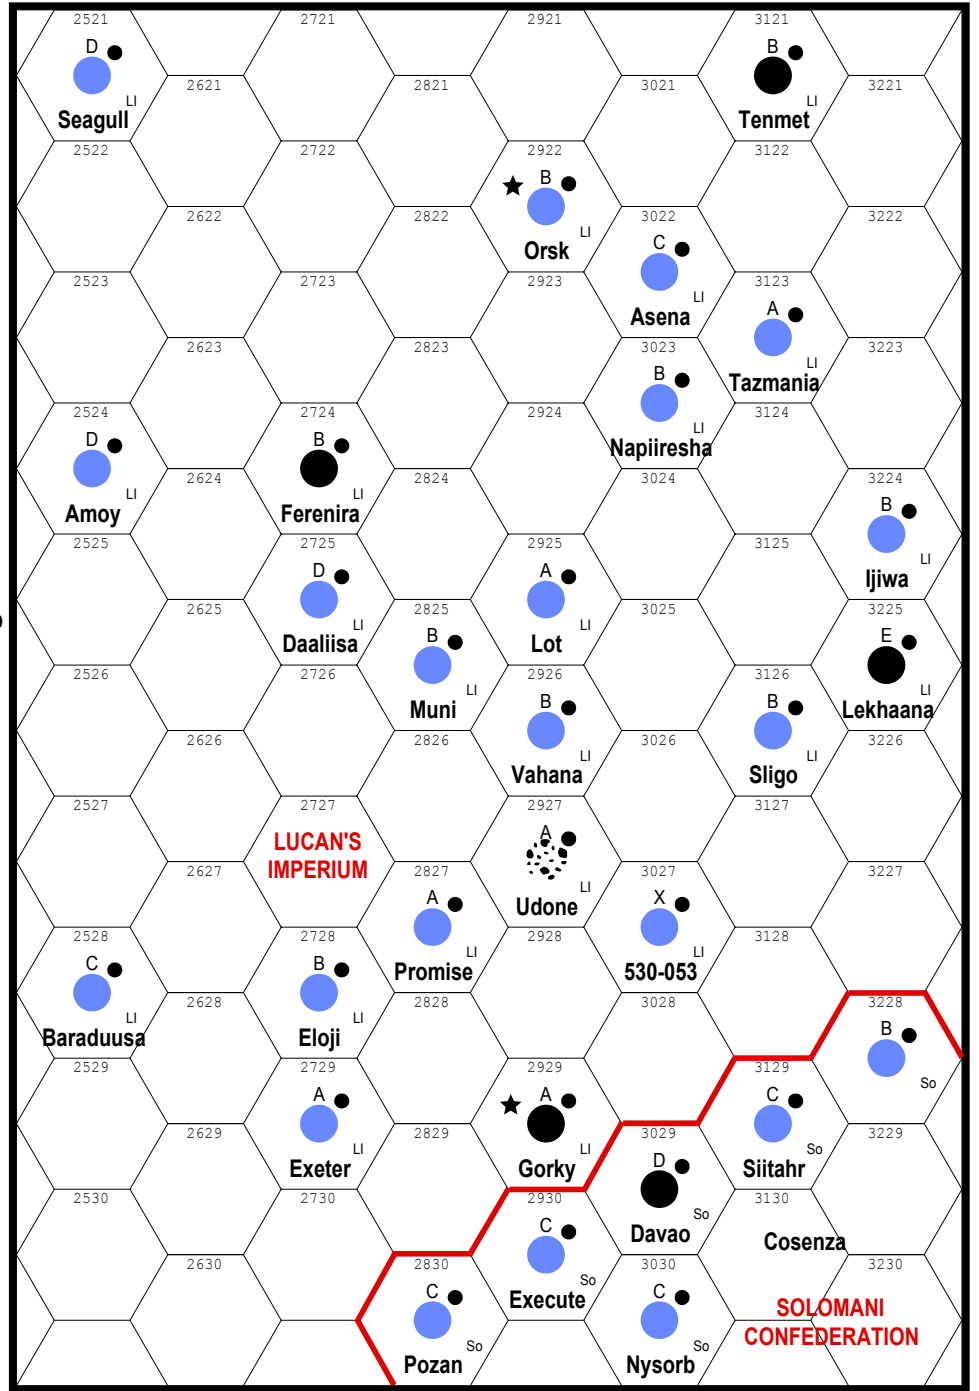 2521 2721 2921 3121
D B
2621 2821 3021 3221
LI LI
Seagull Tenmet
2522 2722 2922 3122
B
2622 2822 3022 3222
LI
C
Orsk
2523 2723 2923 3123
LI
A
Asena
2623 2823 3023 3223
LI
B
Tazmania
2524 2724 2924 3124
LI
D B
Napiiresha
2624 2824 3024 3224
LI LI
B
Amoy Ferenira
2525 2725 2925 3125
LI
D A
Ijiwa
2625 2825 3025 3225
LI LI
B E
Daaliisa Lot
2526 2726 2926 3126
LI LI
B B
Muni Lekhaana
2626 2826 3026 3226
LI LI
Vahana Sligo
2527 2727 2927 3127
A
LUCAN'S
IMPERIUM
2627 2827 3027 3227
LI
A X
Udone
2528 2728 2928 3128
LI LI
C B
Promise 530-053
2628 2828 3028 3228
LI LI
B
Baraduusa Eloji
2529 2729 2929 3129
So
A A C
2629 2829 3029 3229
LI LI So
D
Exeter Gorky Siitahr
2530 2730 2930 3130
So
C
Davao
Cosenza
2630 2830 3030 3230
So
C C
Execute
SOLOMANI
CONFEDERATION
So So
Pozan Nysorb